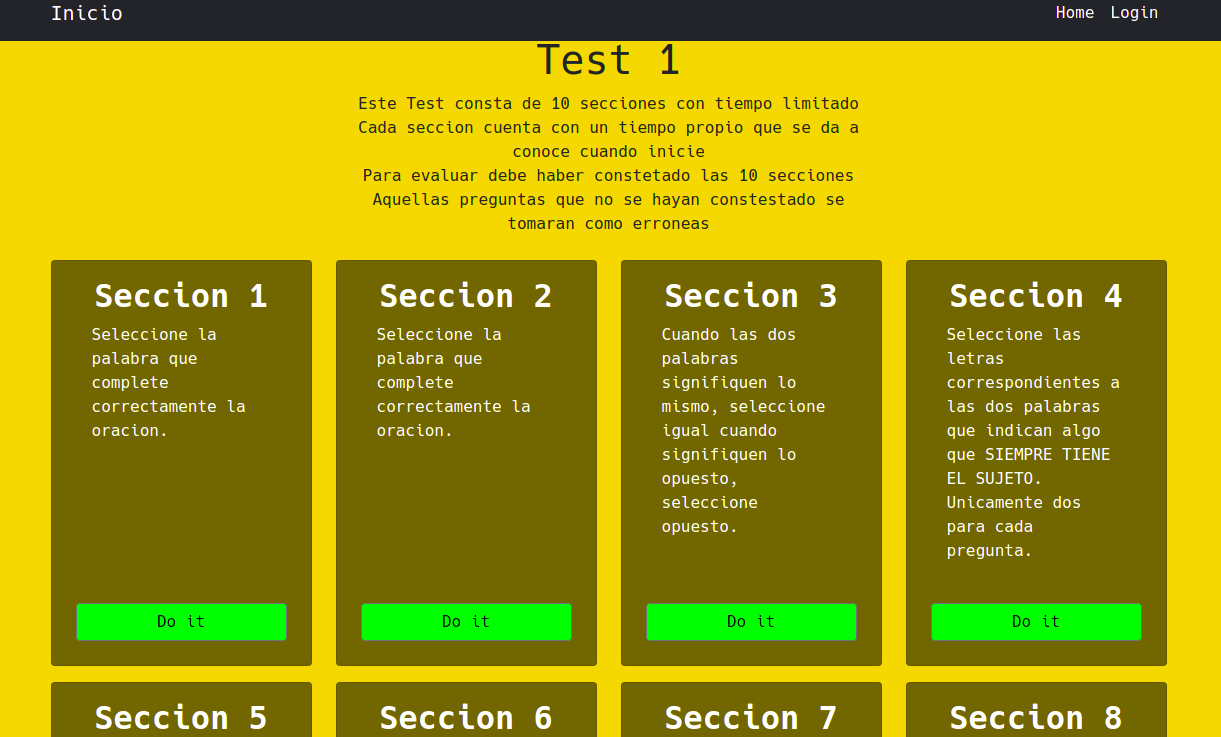 Inicio
Home Login
Test 1
Este Test consta de 10 secciones con tiempo limitado
Cada seccion cuenta con un tiempo propio que se da a
conoce cuando inicie
Para evaluar debe haber constetado las 10 secciones
Aquellas preguntas que no se hayan constestado se
tomaran como erroneas
Seccion 1
Seleccione la
palabra que
complete
correctamente la
oracion.
Do it
Seccion 2
Seleccione la
palabra que
complete
correctamente la
oracion.
Do it
Seccion 3
Cuando las dos
palabras
signifiquen lo
mismo, seleccione
igual cuando
signifiquen lo
opuesto,
seleccione
opuesto.
Do it
Seccion 4
Seleccione las
letras
correspondientes a
las dos palabras
que indican algo
que SIEMPRE TIENE
EL SUJETO.
Unicamente dos
para cada
pregunta.
Do it
Seccion 5
Seccion 6
Seccion 7
Seccion 8